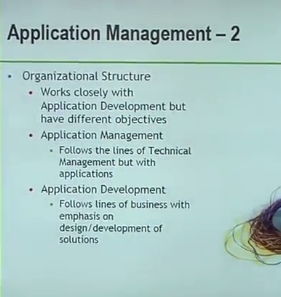 Application Management – 2
Organizational Structure
Works closely with
Application Development but
have different objectives
Application Management
Follows the lines of Technical
Management but with
applications
Application Development
Follows lines of business with
emphasis on
design/development of
solutions